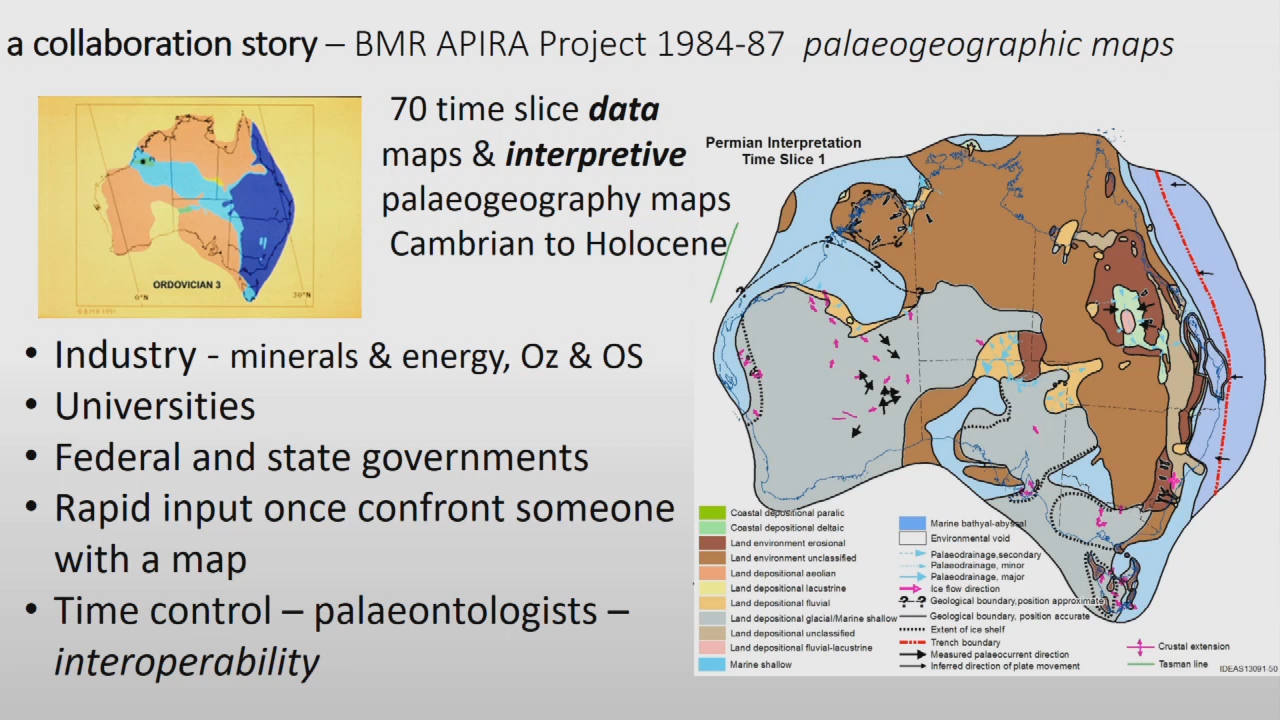 a collaboration story – BMR APIRA Project 1984-87 palaeogeographic maps
70 time slice data
maps & interpretive
palaeogeography maps
Cambrian to Holocene
ORDOVICIAN 3
0°N
30°N
• Industry - minerals & energy, Oz & OS
• Universities
• Federal and state governments
• Rapid input once confront someone
with a map
• Time control – palaeontologists –
interoperability
Permian Interpretation
Time Slice 1
Coastal depositional paralic
Coastal depositional deltaic
Land environment erosional
Land environment unclassified
Land depositional aeolian
Land depositional lacustrine
Land depositional fluvial
Land depositional glacial/Marine shallow
Land depositional unclassified
Land depositional fluvial-lacustrine
Marine shallow
Marine bathyal-abyssal
Environmental void
Palaeodrainage,secondary
Palaeodrainage, minor
Palaeodrainage, major
Ice flow direction
Geological boundary,position approximate
Geological boundary, position accurate
Extent of ice shelf
Trench boundary
Measured palaeocurrent direction
Inferred direction of plate movement
Crustal extension
Tasman line
IDEAS13091-50